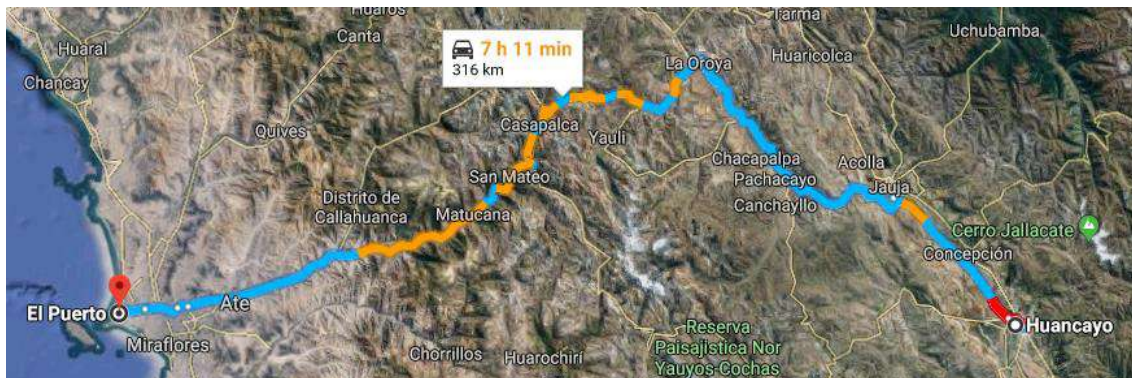 Huaros
Canta
Huaral
Chancay
Quives
7 h 11 min
316 km
Tarma
Huaricolca
Uchubamba
La Oroya
Casapalca
Yauli
San Mateo
Matucana
Distrito de
Callahuanca
Chacapalpa
Pachacayo
Canchayllo
Acolla
Jauja
Cerro Jallacate
Concepción
El Puerto
Ate
Miraflores
Chorrillos
Huarochirí
Reserva
Paisajistica Nor
Yauyos-Cochas
Huancayo